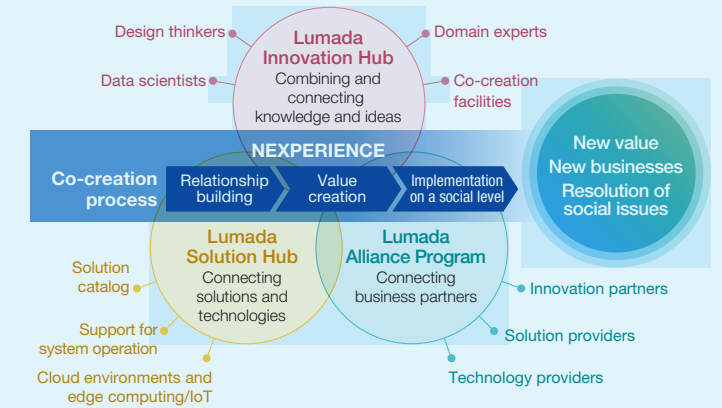 Design thinkers
Data scientists
Lumada
Innovation Hub
Combining and
connecting
knowledge and ideas
Domain experts
Co-creation
facilities
NEXPERIENCE
Co-creation
process
Relationship
building
Value
creation
Implementation
on a social level
New value
New businesses
Resolution of
social issues
Lumada
Solution Hub
Connecting
solutions and
technologies
Lumada
Alliance Program
Connecting
business partners
Solution
catalog
Support for
system operation
Cloud environments and
edge computing/IoT
Innovation partners
Solution providers
Technology providers